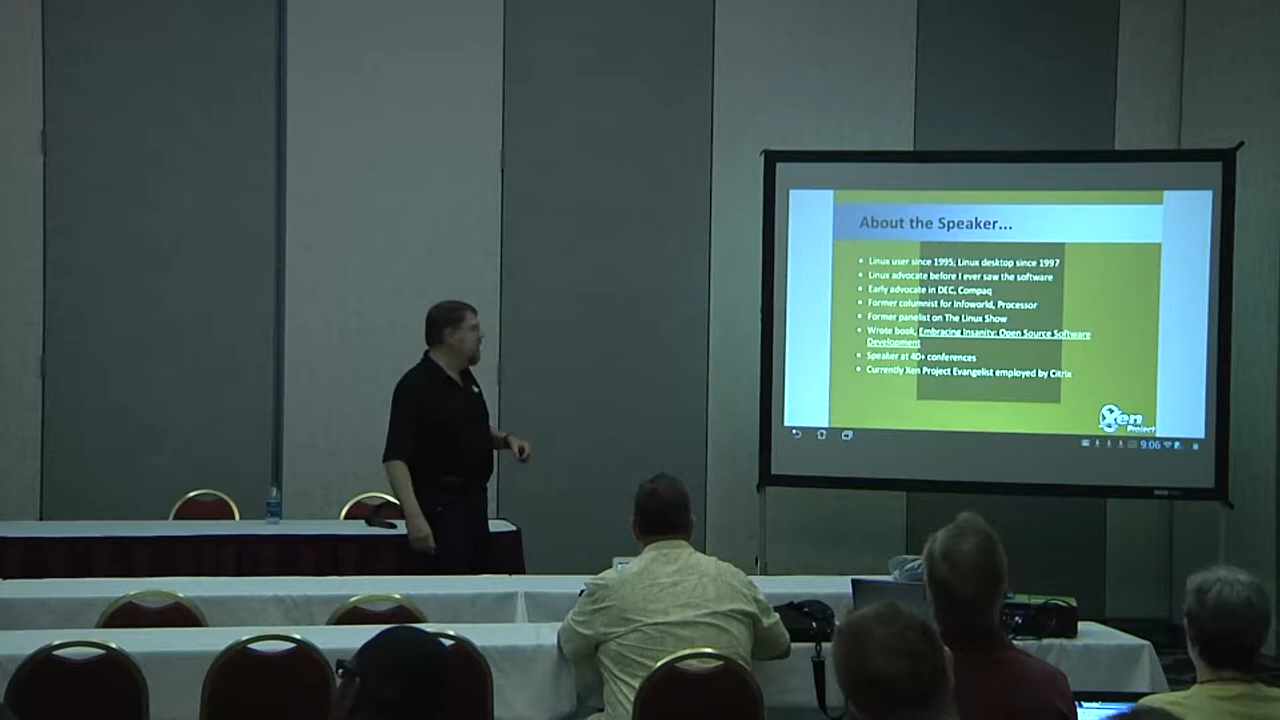 About the Speaker...
• Linux user since 1995; Linux desktop since 1997
• Linux advocate before I ever saw the software
• Early advocate in DEC, Compaq
• Former columnist for Infoworld, Processor
• Former panelist on The Linux Show
• Wrote book, Embracing Insanity: Open Source Software
Development
• Speaker at 40+ conferences
• Currently Xen Project Evangelist employed by Citrix
Xen
Project
9:06